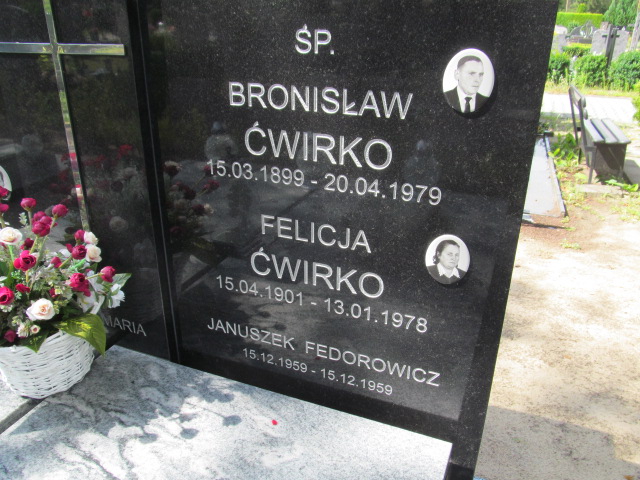 ŚP.
BRONISŁAW
ĆWIRKO
15.03.1899 - 20.04.1979
FELICJA
ĆWIRKO
15.04.1901 - 13.01.1978
JANUSZEK FEDOROWICZ
15.12.1959 - 15.12.1959
MARIA